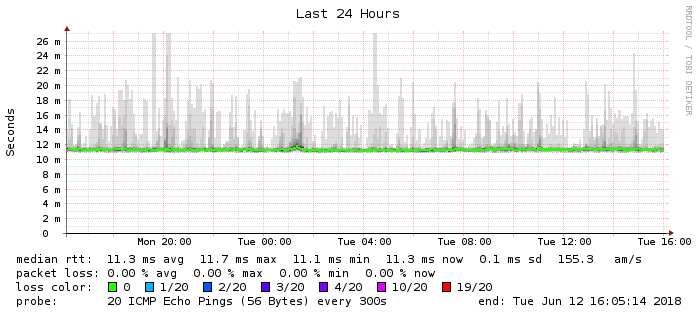 Last 24 Hours
RRDTOOL / TOBI OETIKER
Seconds
26 m
24 m
22 m
20 m
18 m
16 m
14 m
12 m
10 m
8 m
6 m
4 m
2 m
0
Mon 20:00 Tue 00:00 Tue 04:00 Tue 08:00 Tue 12:00 Tue 16:00
median rtt: 11.3 ms avg 11.7 ms max 11.1 ms min 11.3 ms now 0.1 ms sd 155.3 am/s
packet loss: 0.00 % avg 0.00 % max 0.00 % min 0.00 % now
loss color: 0 1/20 2/20 3/20 4/20 10/20 19/20
probe: 20 ICMP Echo Pings (56 Bytes) every 300s end: Tue Jun 12 16:05:14 2018